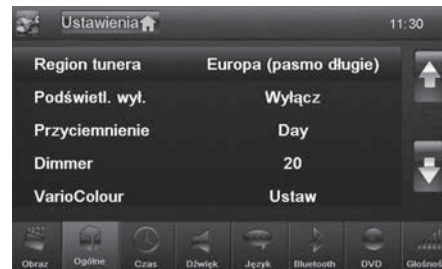 Ustawienia 11:30
Region tunera Europa (pasmo długie)
Podświetl. wył. Wyłącz
Przyciemnienie Day
Dimmer 20
VarioColour Ustaw
Obraz Ogólne Czas Dźwięk Język Bluetooth DVD Głośnoś